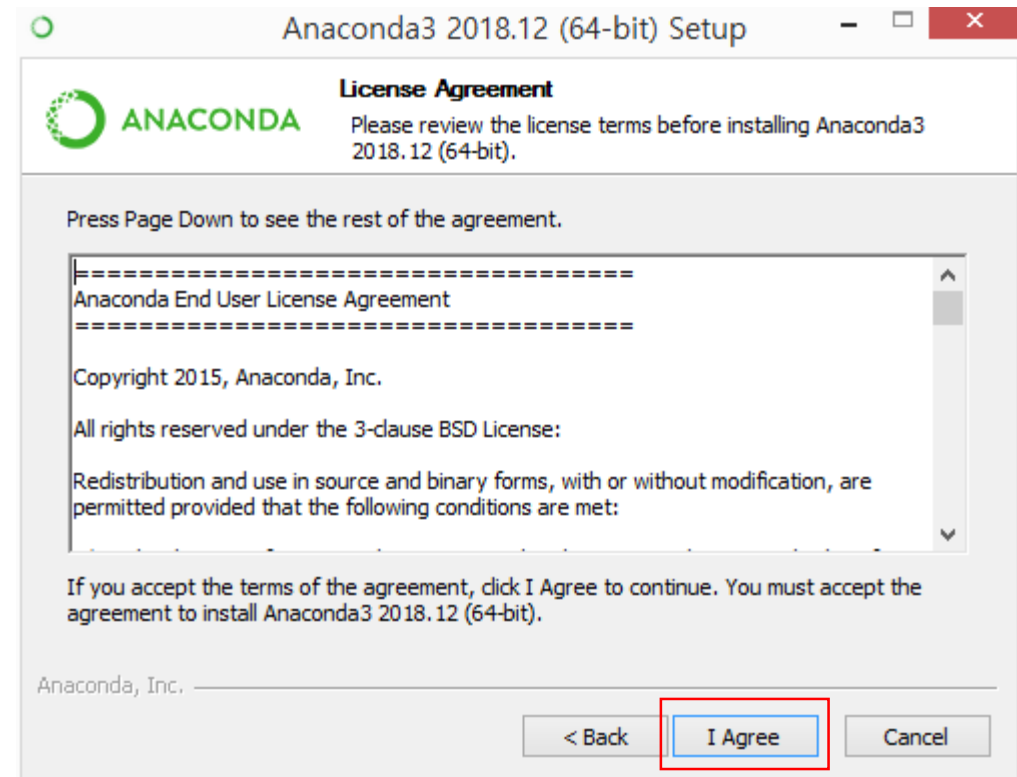 Anaconda3 2018.12 (64-bit) Setup
ANACONDA
License Agreement
Please review the license terms before installing Anaconda3
2018.12 (64-bit).
Press Page Down to see the rest of the agreement.
===================================
Anaconda End User License Agreement
===================================
Copyright 2015, Anaconda, Inc.
All rights reserved under the 3-clause BSD License:
Redistribution and use in source and binary forms, with or without modification, are
permitted provided that the following conditions are met:
If you accept the terms of the agreement, click I Agree to continue. You must accept the
agreement to install Anaconda3 2018.12 (64-bit).
Anaconda, Inc.
< Back
I Agree
Cancel